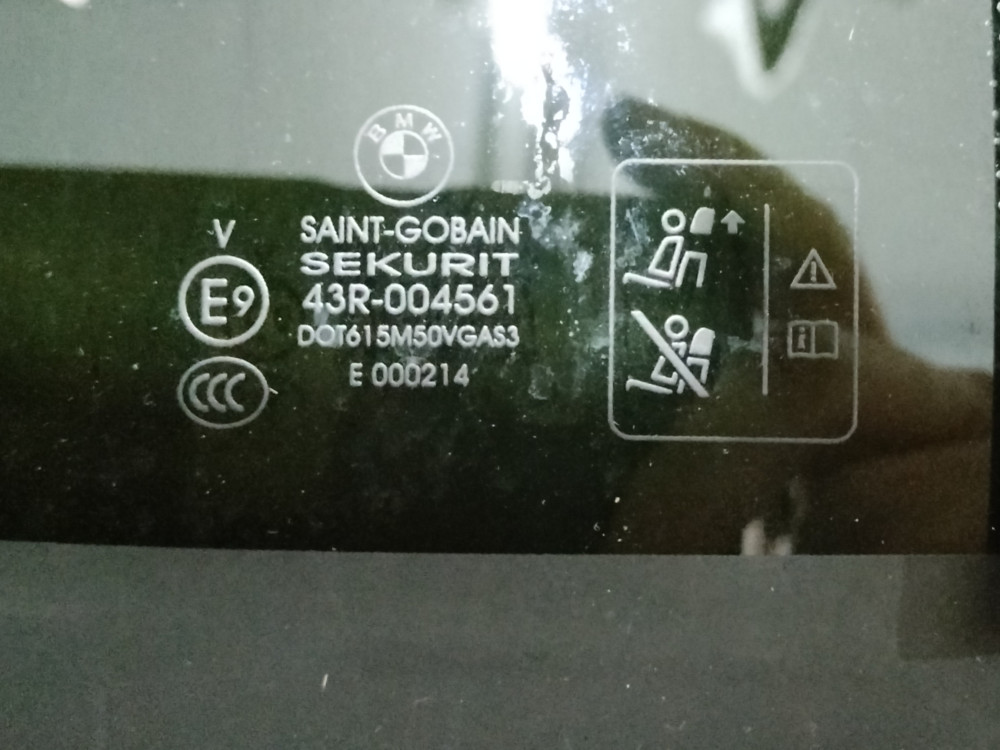 BMW
V
SAINT-GOBAIN
SEKURIT
E9
43R-004561
DOT615M50VGAS3
CCC
E 000214
i